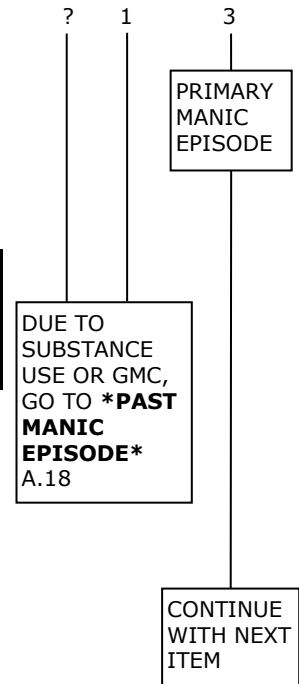 ? 1 3
PRIMARY
MANIC
EPISODE
DUE TO
SUBSTANCE
USE OR GMC,
GO TO *PAST
MANIC
EPISODE*
A.18
CONTINUE
WITH NEXT
ITEM